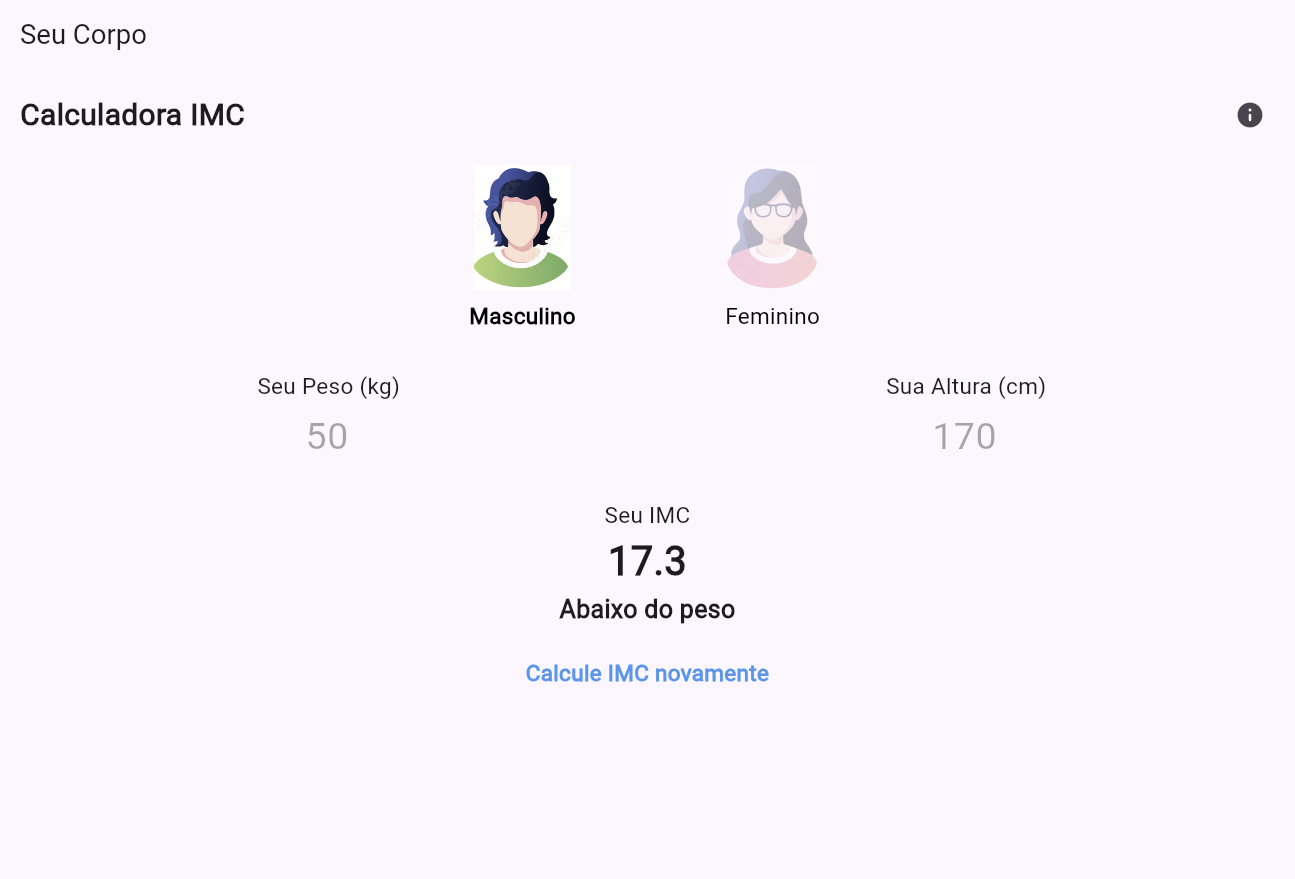 Seu Corpo
Calculadora IMC
Masculino
Feminino
Seu Peso (kg)
Sua Altura (cm)
50
170
Seu IMC
17.3
Abaixo do peso
Calcule IMC novamente